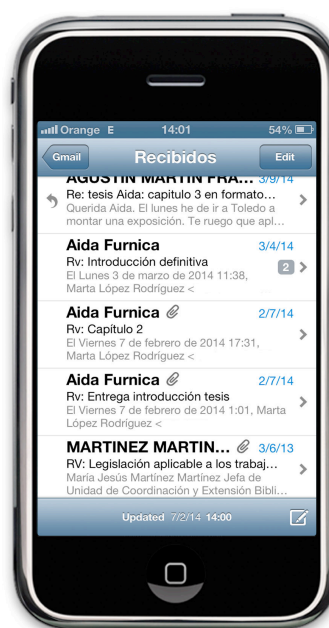 Orange E 14:01 54%
Gmail Recibidos Edit
AGUSTIN MARTIN FRA... 3/9/14
Re: tesis Aida: capitulo 3 en formato...
Querida Aida. El lunes he de ir a Toledo a
montar una exposición. Te ruego que apl...
Aida Furnica 3/4/14
Rv: Introducción definitiva
2
El Lunes 3 de marzo de 2014 11:38,
Marta López Rodríguez <
Aida Furnica 2/7/14
Rv: Capítulo 2
El Viernes 7 de febrero de 2014 17:31,
Marta López Rodríguez <
Aida Furnica 2/7/14
Rv: Entrega introducción tesis
El Viernes 7 de febrero de 2014 1:01, Marta
López Rodríguez <
MARTINEZ MARTIN... 3/6/13
RV: Legislación aplicable a los trabaj...
María Jesús Martínez Martínez Jefa de
Unidad de Coordinación y Extensión Bibli...
Updated 7/2/14 14:00